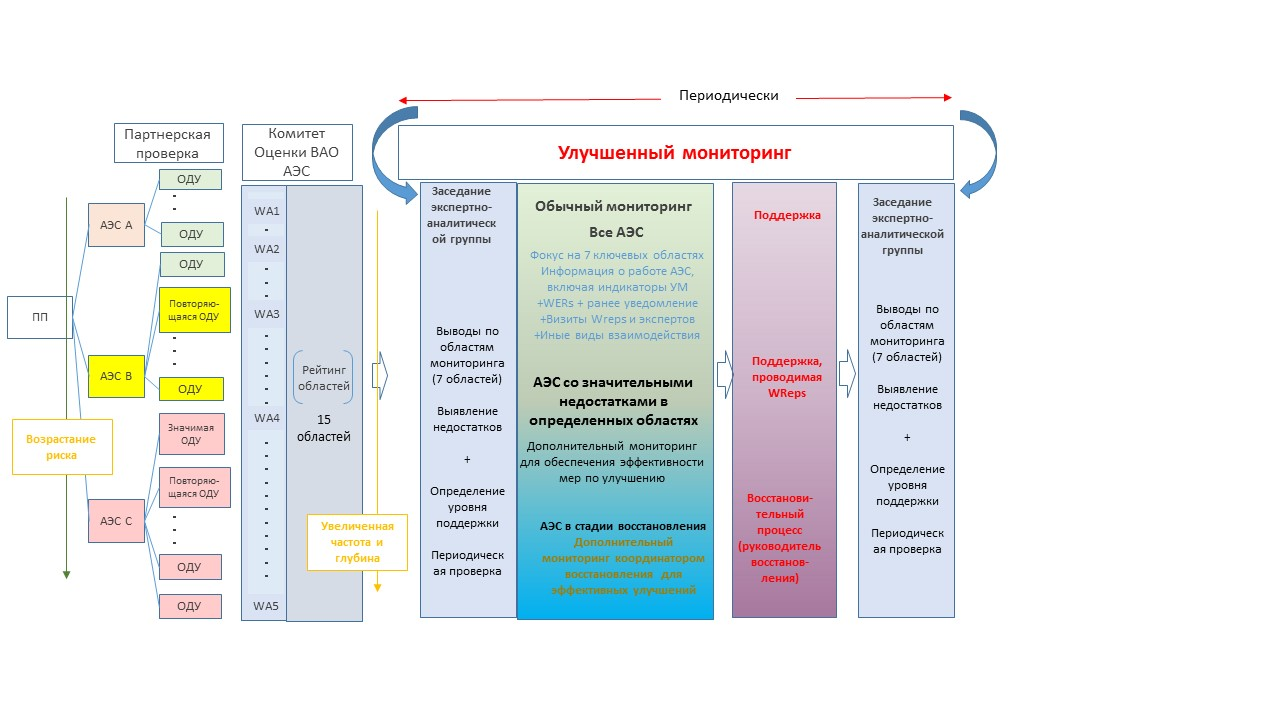 Периодически
Партнерская
проверка
Комитет
Оценки ВАО
АЭС
Улучшенный мониторинг
ПП
Возрастание
риска
АЭС А
АЭС В
АЭС С
ОДУ
ОДУ
ОДУ
Повторяю-
щаяся ОДУ
ОДУ
Значимая
ОДУ
Повторяю-
щаяся ОДУ
ОДУ
ОДУ
WA1
WA2
WA3
WA4
WA5
Рейтинг
областей
15
областей
Увеличенная
частота и
глубина
Заседание
экспертно-
аналитическ
ой группы
Выводы по
областям
мониторинга
(7 областей)
Выявление
недостатков
+
Определение
уровня
поддержки
Периодическ
ая проверка
Обычный мониторинг
Все АЭС
Фокус на 7 ключевых областях
Информация о работе АЭС,
включая индикаторы УМ
+WERs + ранее уведомление
+Визиты Wreps и экспертов
+Иные виды взаимодействия
АЭС со значительными
недостатками в
определенных областях
Дополнительный мониторинг
для обеспечения эффективности
мер по улучшению
АЭС в стадии восстановления
Дополнительный
мониторинг координатором
восстановления для
эффективных улучшений
Поддержка
Поддержка,
проводимая
WReps
Восстанови-
тельный
процесс
(руководитель
восстанов-
ления)
Заседание
экспертно-
аналитической
группы
Выводы по
областям
мониторинга
(7 областей)
Выявление
недостатков
+
Определение
уровня
поддержки
Периодическ
ая проверка